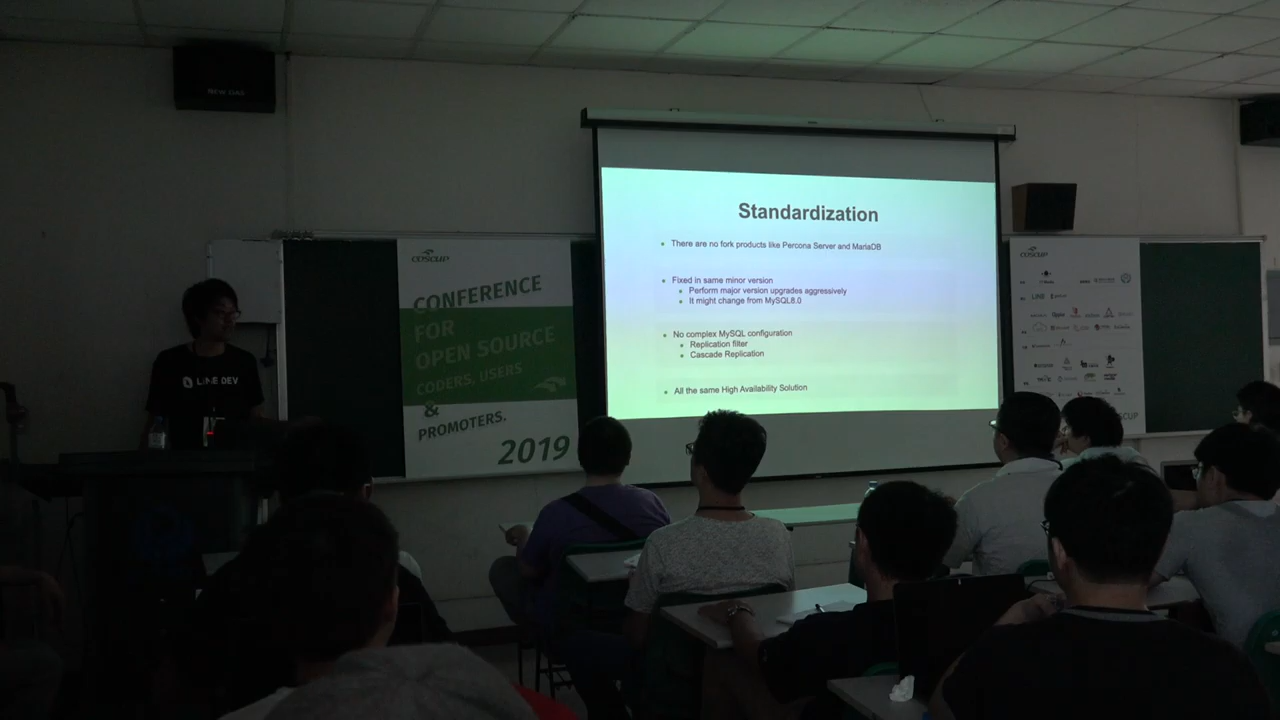 NEW DAS
COSCUP
CONFERENCE
FOR
OPEN SOURCE
CODERS, USERS
&
PROMOTERS.
2019
LINE DEV
Standardization
There are no fork products like Percona Server and MariaDB
Fixed in same minor version
Perform major version upgrades aggressively
It might change from MySQL8.0
No complex MySQL configuration
Replication filter
Cascade Replication
All the same High Availability Solution
COSCUP
LINE